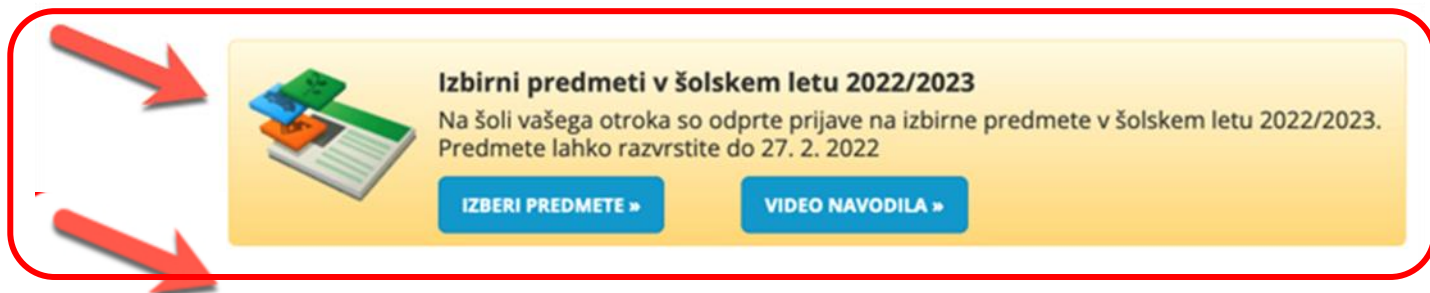 Izbirni predmeti v šolskem letu 2022/2023
Na šoli vašega otroka so odprte prijave na izbirne predmete v šolskem letu 2022/2023.
Predmete lahko razvrstite do 27. 2. 2022
IZBERI PREDMETE »
VIDEO NAVODILA »